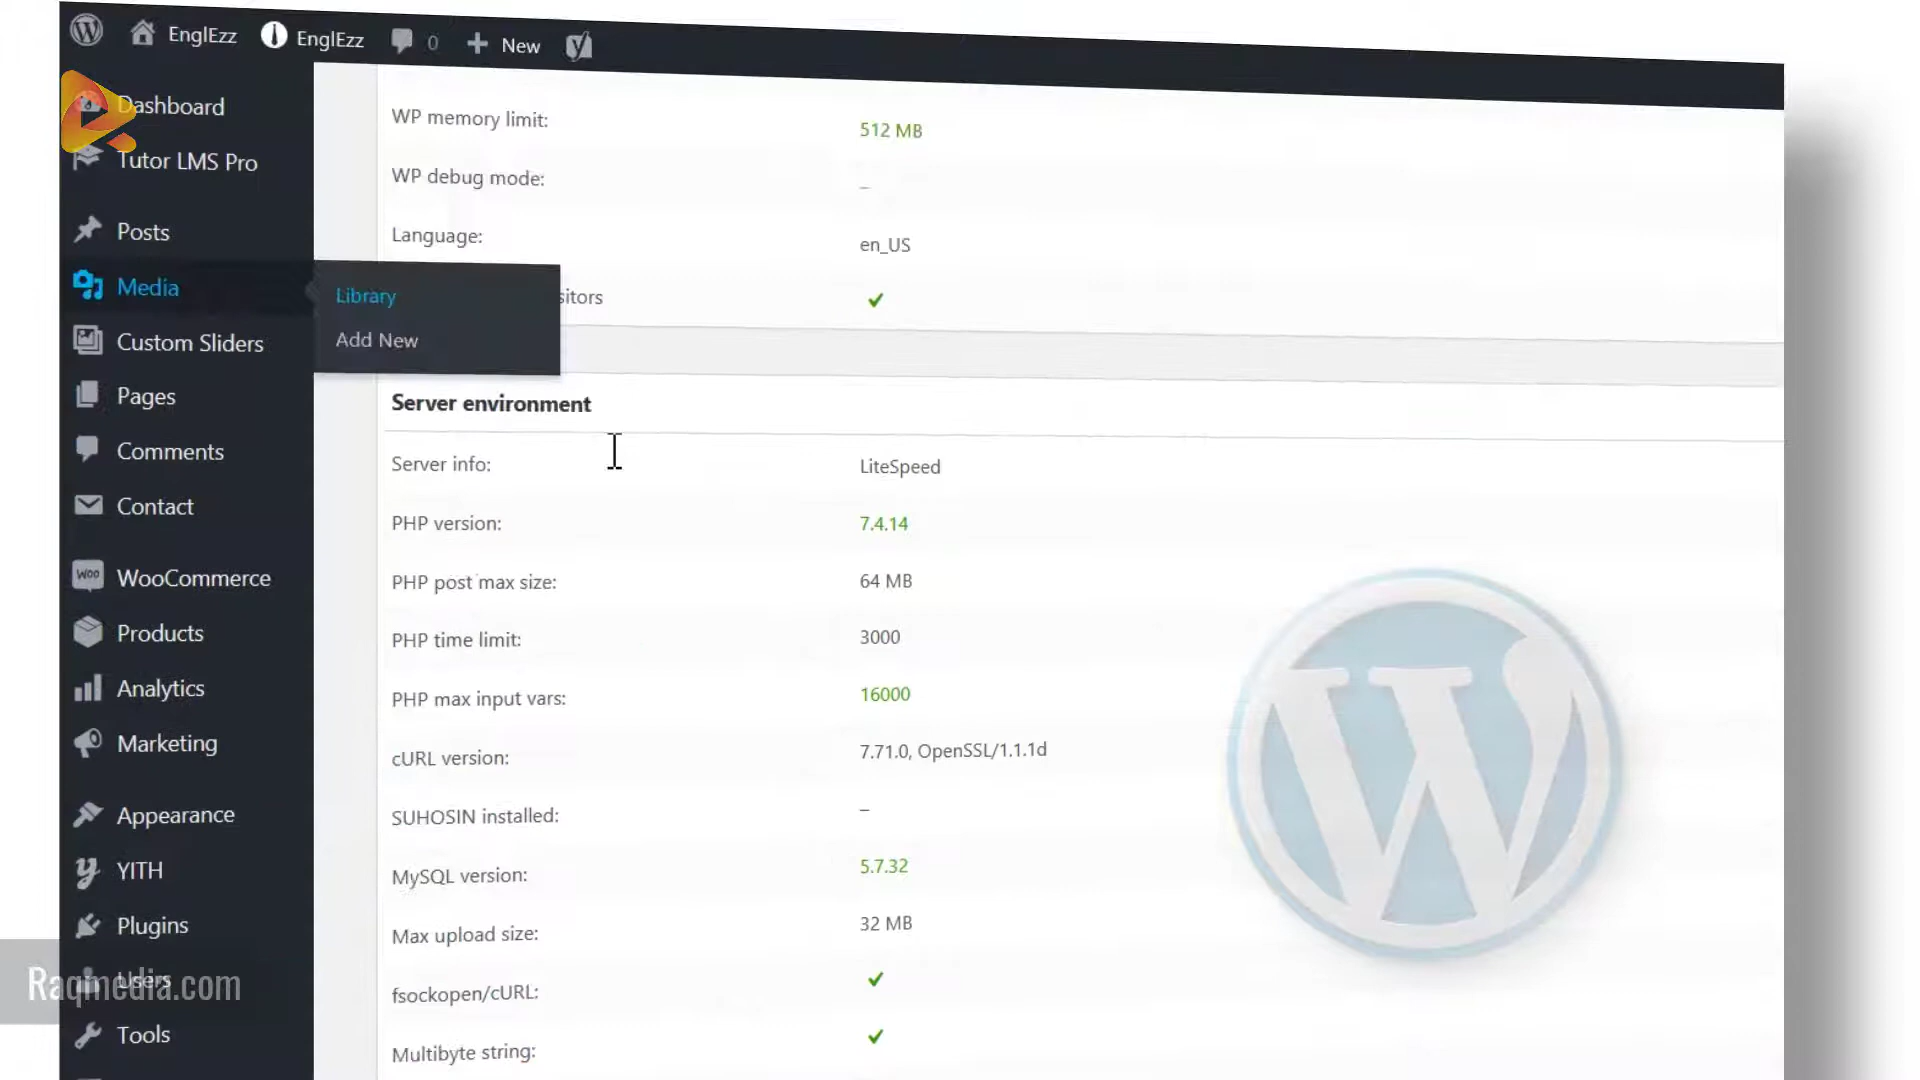 EnglEzz
EnglEzz
0
New
Dashboard
Tutor LMS Pro
Posts
Media
Custom Sliders
Pages
Comments
Contact
WooCommerce
Products
Analytics
Marketing
Appearance
YITH
Plugins
Users
Tools
Library
Add New
WP memory limit:
512 MB
WP debug mode:
–
Language:
en_US
sitors
Server environment
Server info:
LiteSpeed
PHP version:
7.4.14
PHP post max size:
64 MB
PHP time limit:
3000
PHP max input vars:
16000
cURL version:
7.71.0, OpenSSL/1.1.1d
SUHOSIN installed:
–
MySQL version:
5.7.32
Max upload size:
32 MB
fsockopen/cURL:
Multibyte string:
Raqmedia.com